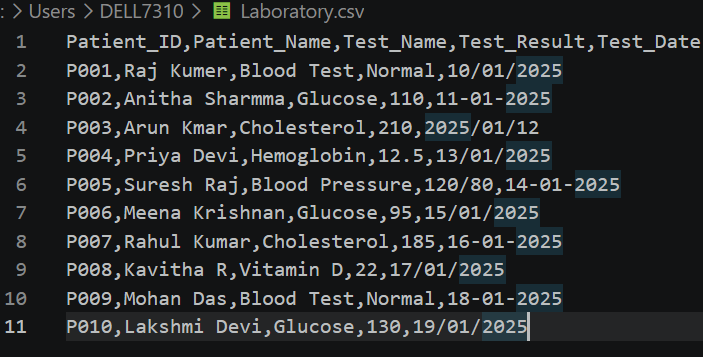 : > Users > DELL7310 > Laboratory.csv
1 Patient_ID,Patient_Name,Test_Name,Test_Result,Test_Date
2 P001,Raj Kumer,Blood Test,Normal,10/01/2025
3 P002,Anitha Sharmma,Glucose,110,11-01-2025
4 P003,Arun Kmar,Cholesterol,210,2025/01/12
5 P004,Priya Devi,Hemoglobin,12.5,13/01/2025
6 P005,Suresh Raj,Blood Pressure,120/80,14-01-2025
7 P006,Meena Krishnan,Glucose,95,15/01/2025
8 P007,Rahul Kumar,Cholesterol,185,16-01-2025
9 P008,Kavitha R,Vitamin D,22,17/01/2025
10 P009,Mohan Das,Blood Test,Normal,18-01-2025
11 P010,Lakshmi Devi,Glucose,130,19/01/2025